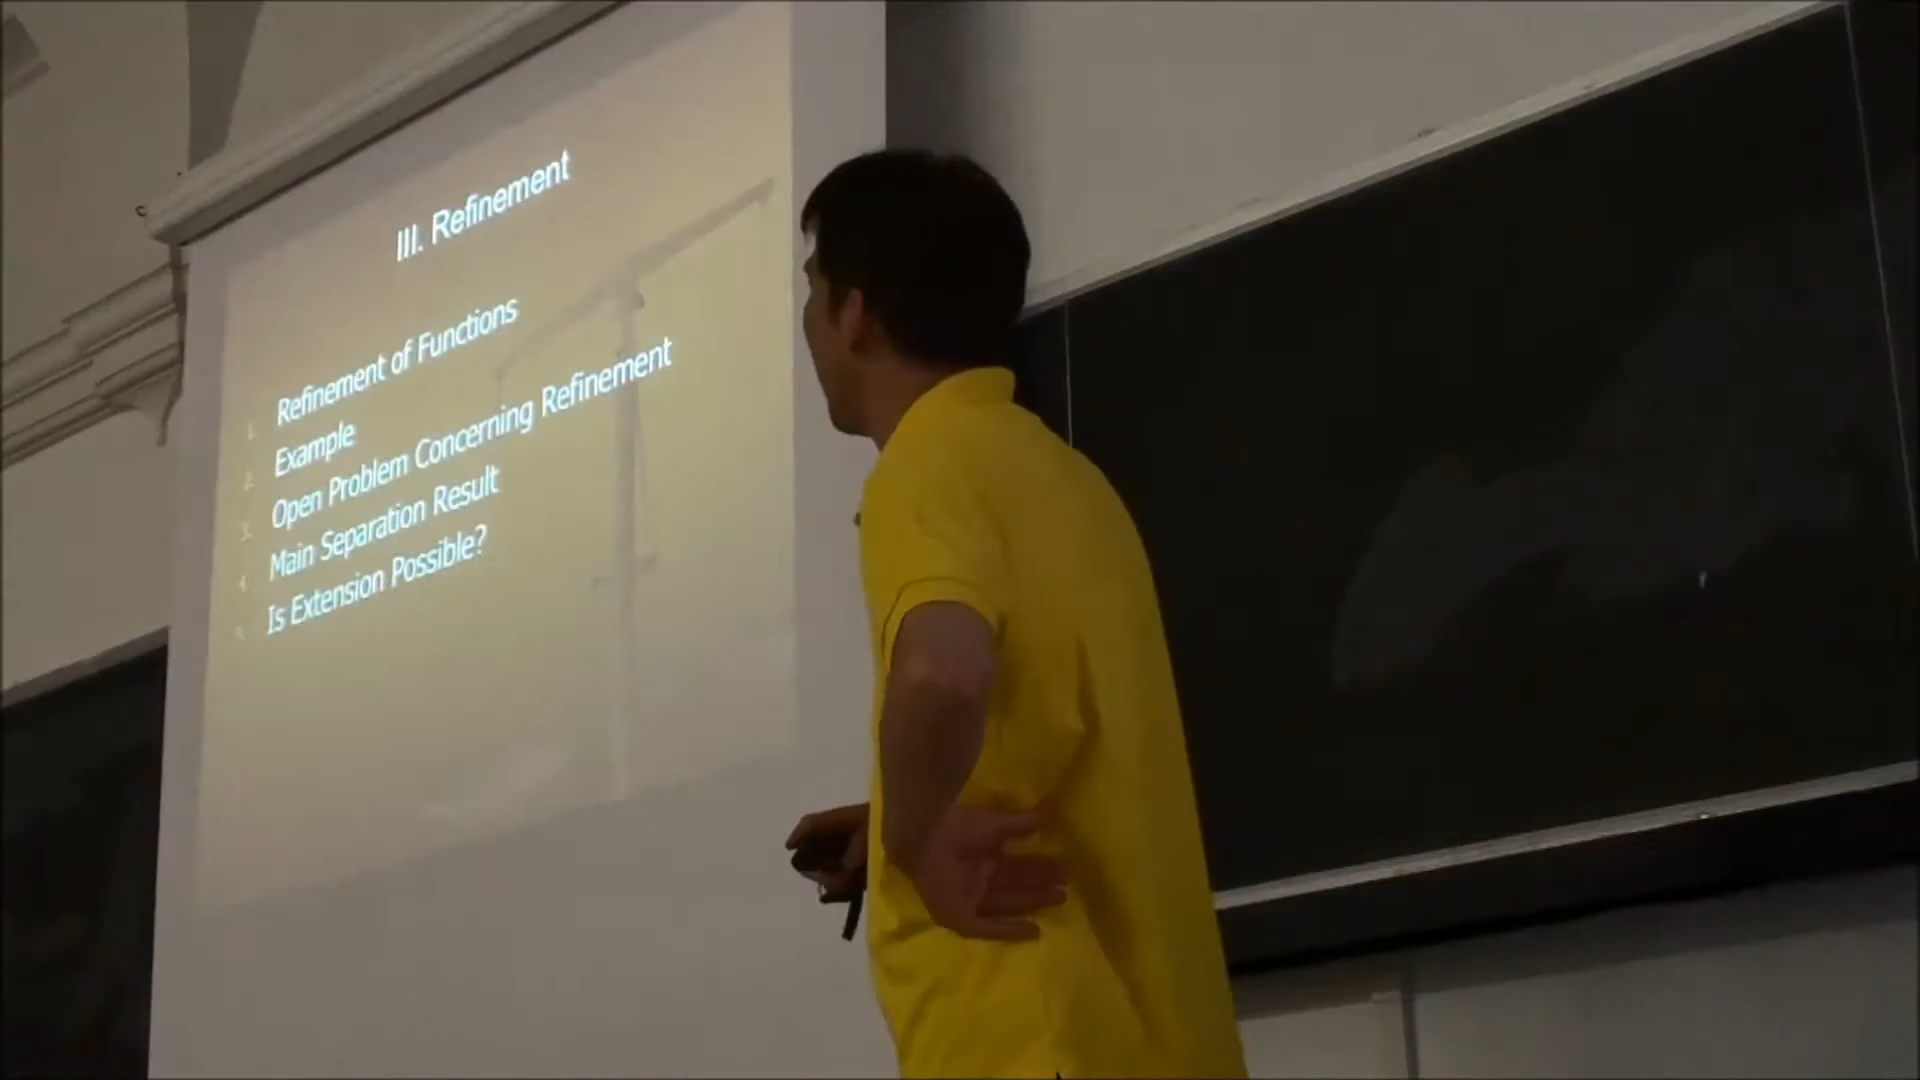 III. Refinement
1. Refinement of Functions
2. Example
3. Open Problem Concerning Refinement
4. Main Separation Result
5. Is Extension Possible?